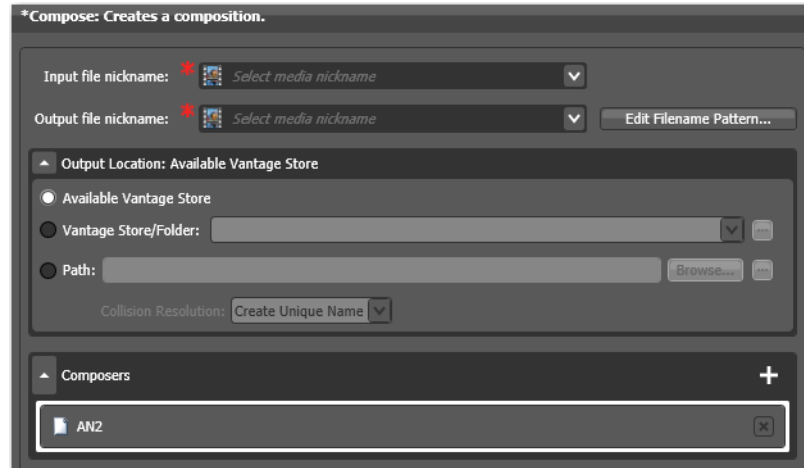 *Compose: Creates a composition.
Input file nickname: * Select media nickname
Output file nickname: * Select media nickname Edit Filename Pattern...
Output Location: Available Vantage Store
Available Vantage Store
Vantage Store/Folder: ...
Path: Browse... ...
Collision Resolution: Create Unique Name
Composers +
AN2